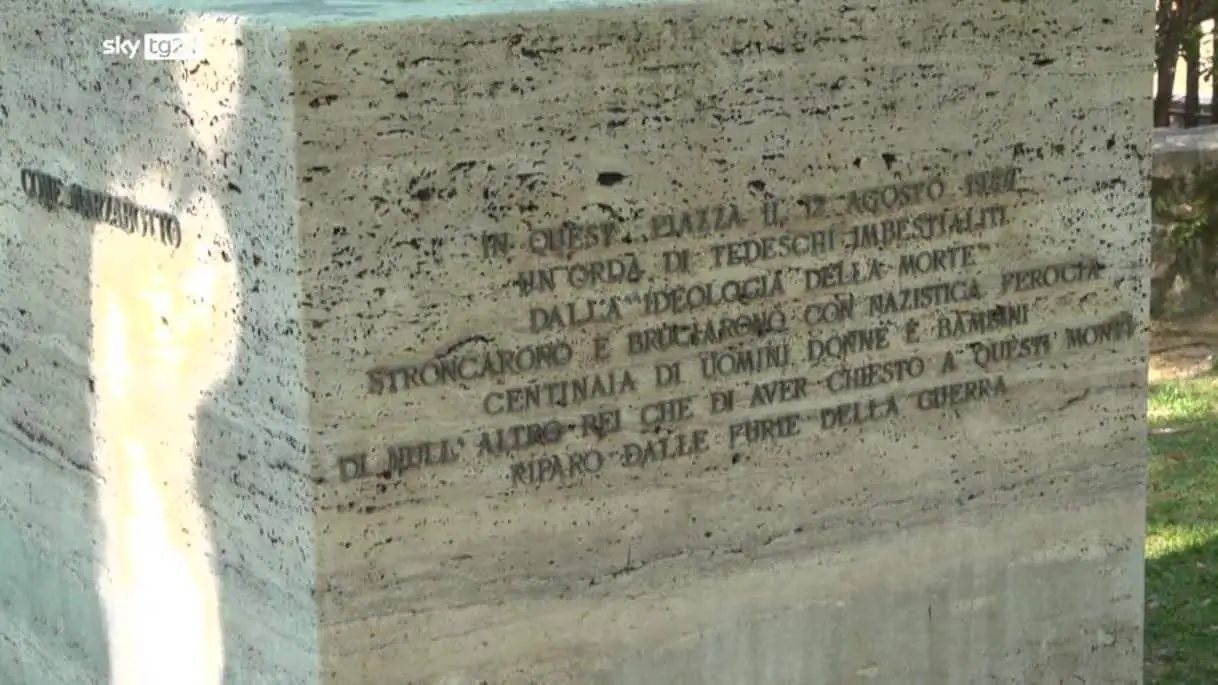 sky tg24
COME MARZABOTTO
IN QUESTA PIAZZA IL 12 AGOSTO 1944
UN'ORDA DI TEDESCHI IMBESTIALITI
DALLA "IDEOLOGIA DELLA MORTE"
STRONCARONO E BRUCIARONO CON NAZISTICA FEROCIA
CENTINAIA DI UOMINI DONNE E BAMBINI
DI NULL'ALTRO REI CHE DI AVER CHIESTO A QUESTI MONTI
RIPARO DALLE FURIE DELLA GUERRA